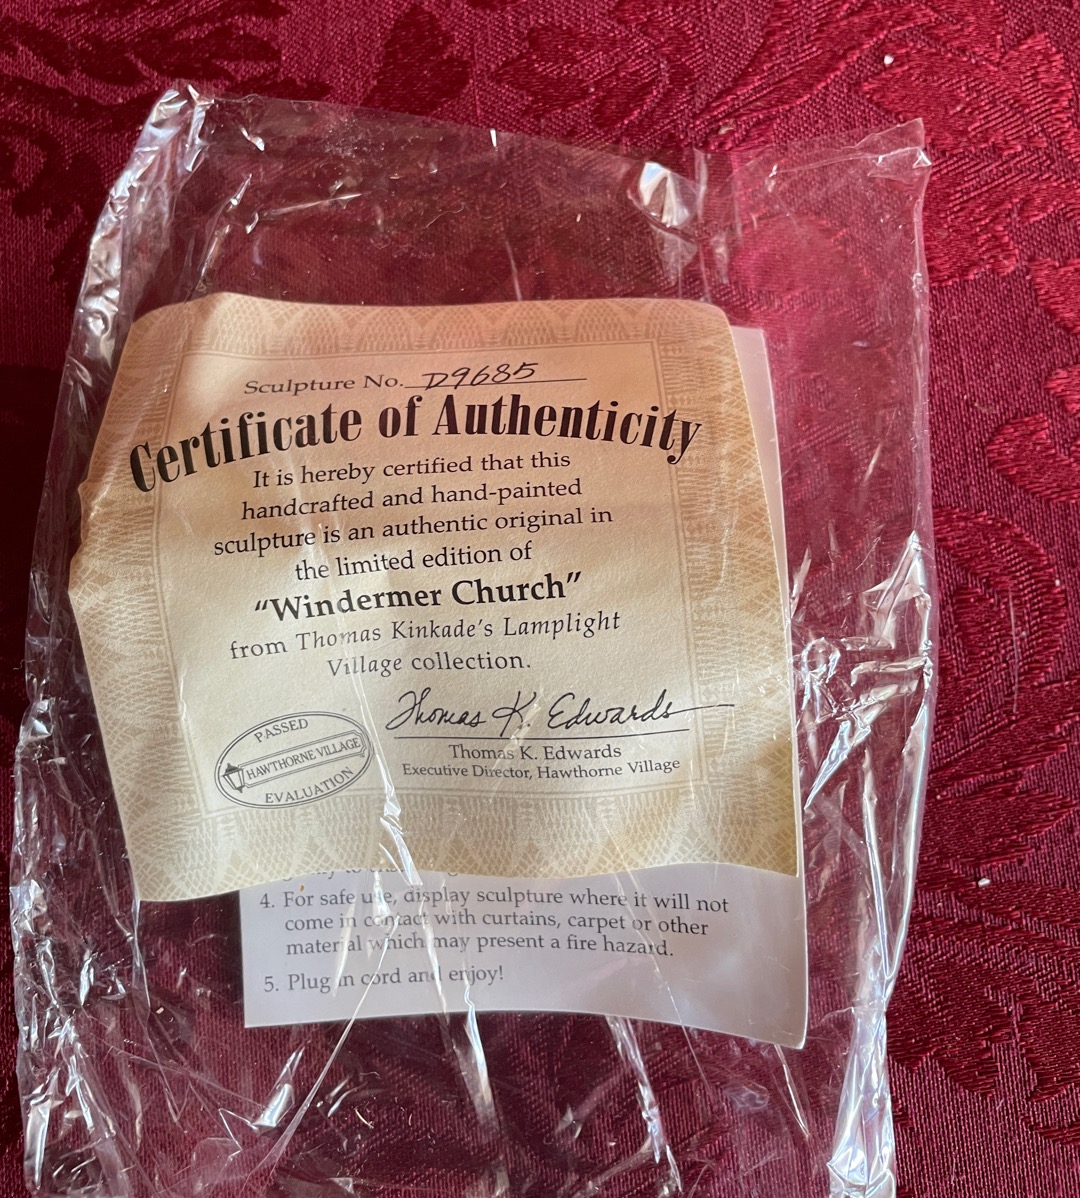 Sculpture No. D9685
Certificate of Authenticity
It is hereby certified that this
handcrafted and hand-painted
sculpture is an authentic original in
the limited edition of
"Windermer Church"
from Thomas Kinkade's Lamplight
Village collection.
Thomas K. Edwards
Thomas K. Edwards
Executive Director, Hawthorne Village
PASSED
HAWTHORNE VILLAGE
EVALUATION
4. For safe use, display sculpture where it will not
come in contact with curtains, carpet or other
material which may present a fire hazard.
5. Plug in cord and enjoy!